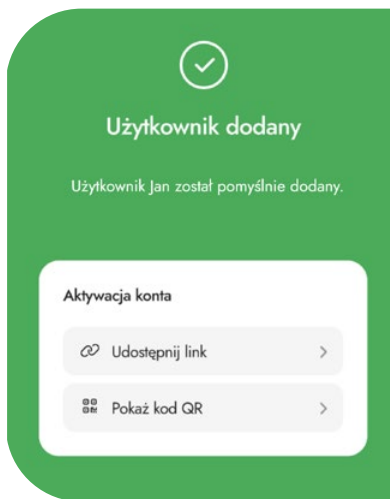 Użytkownik dodany
Użytkownik Jan został pomyślnie dodany.
Aktywacja konta
Udostępnij link
Pokaż kod QR